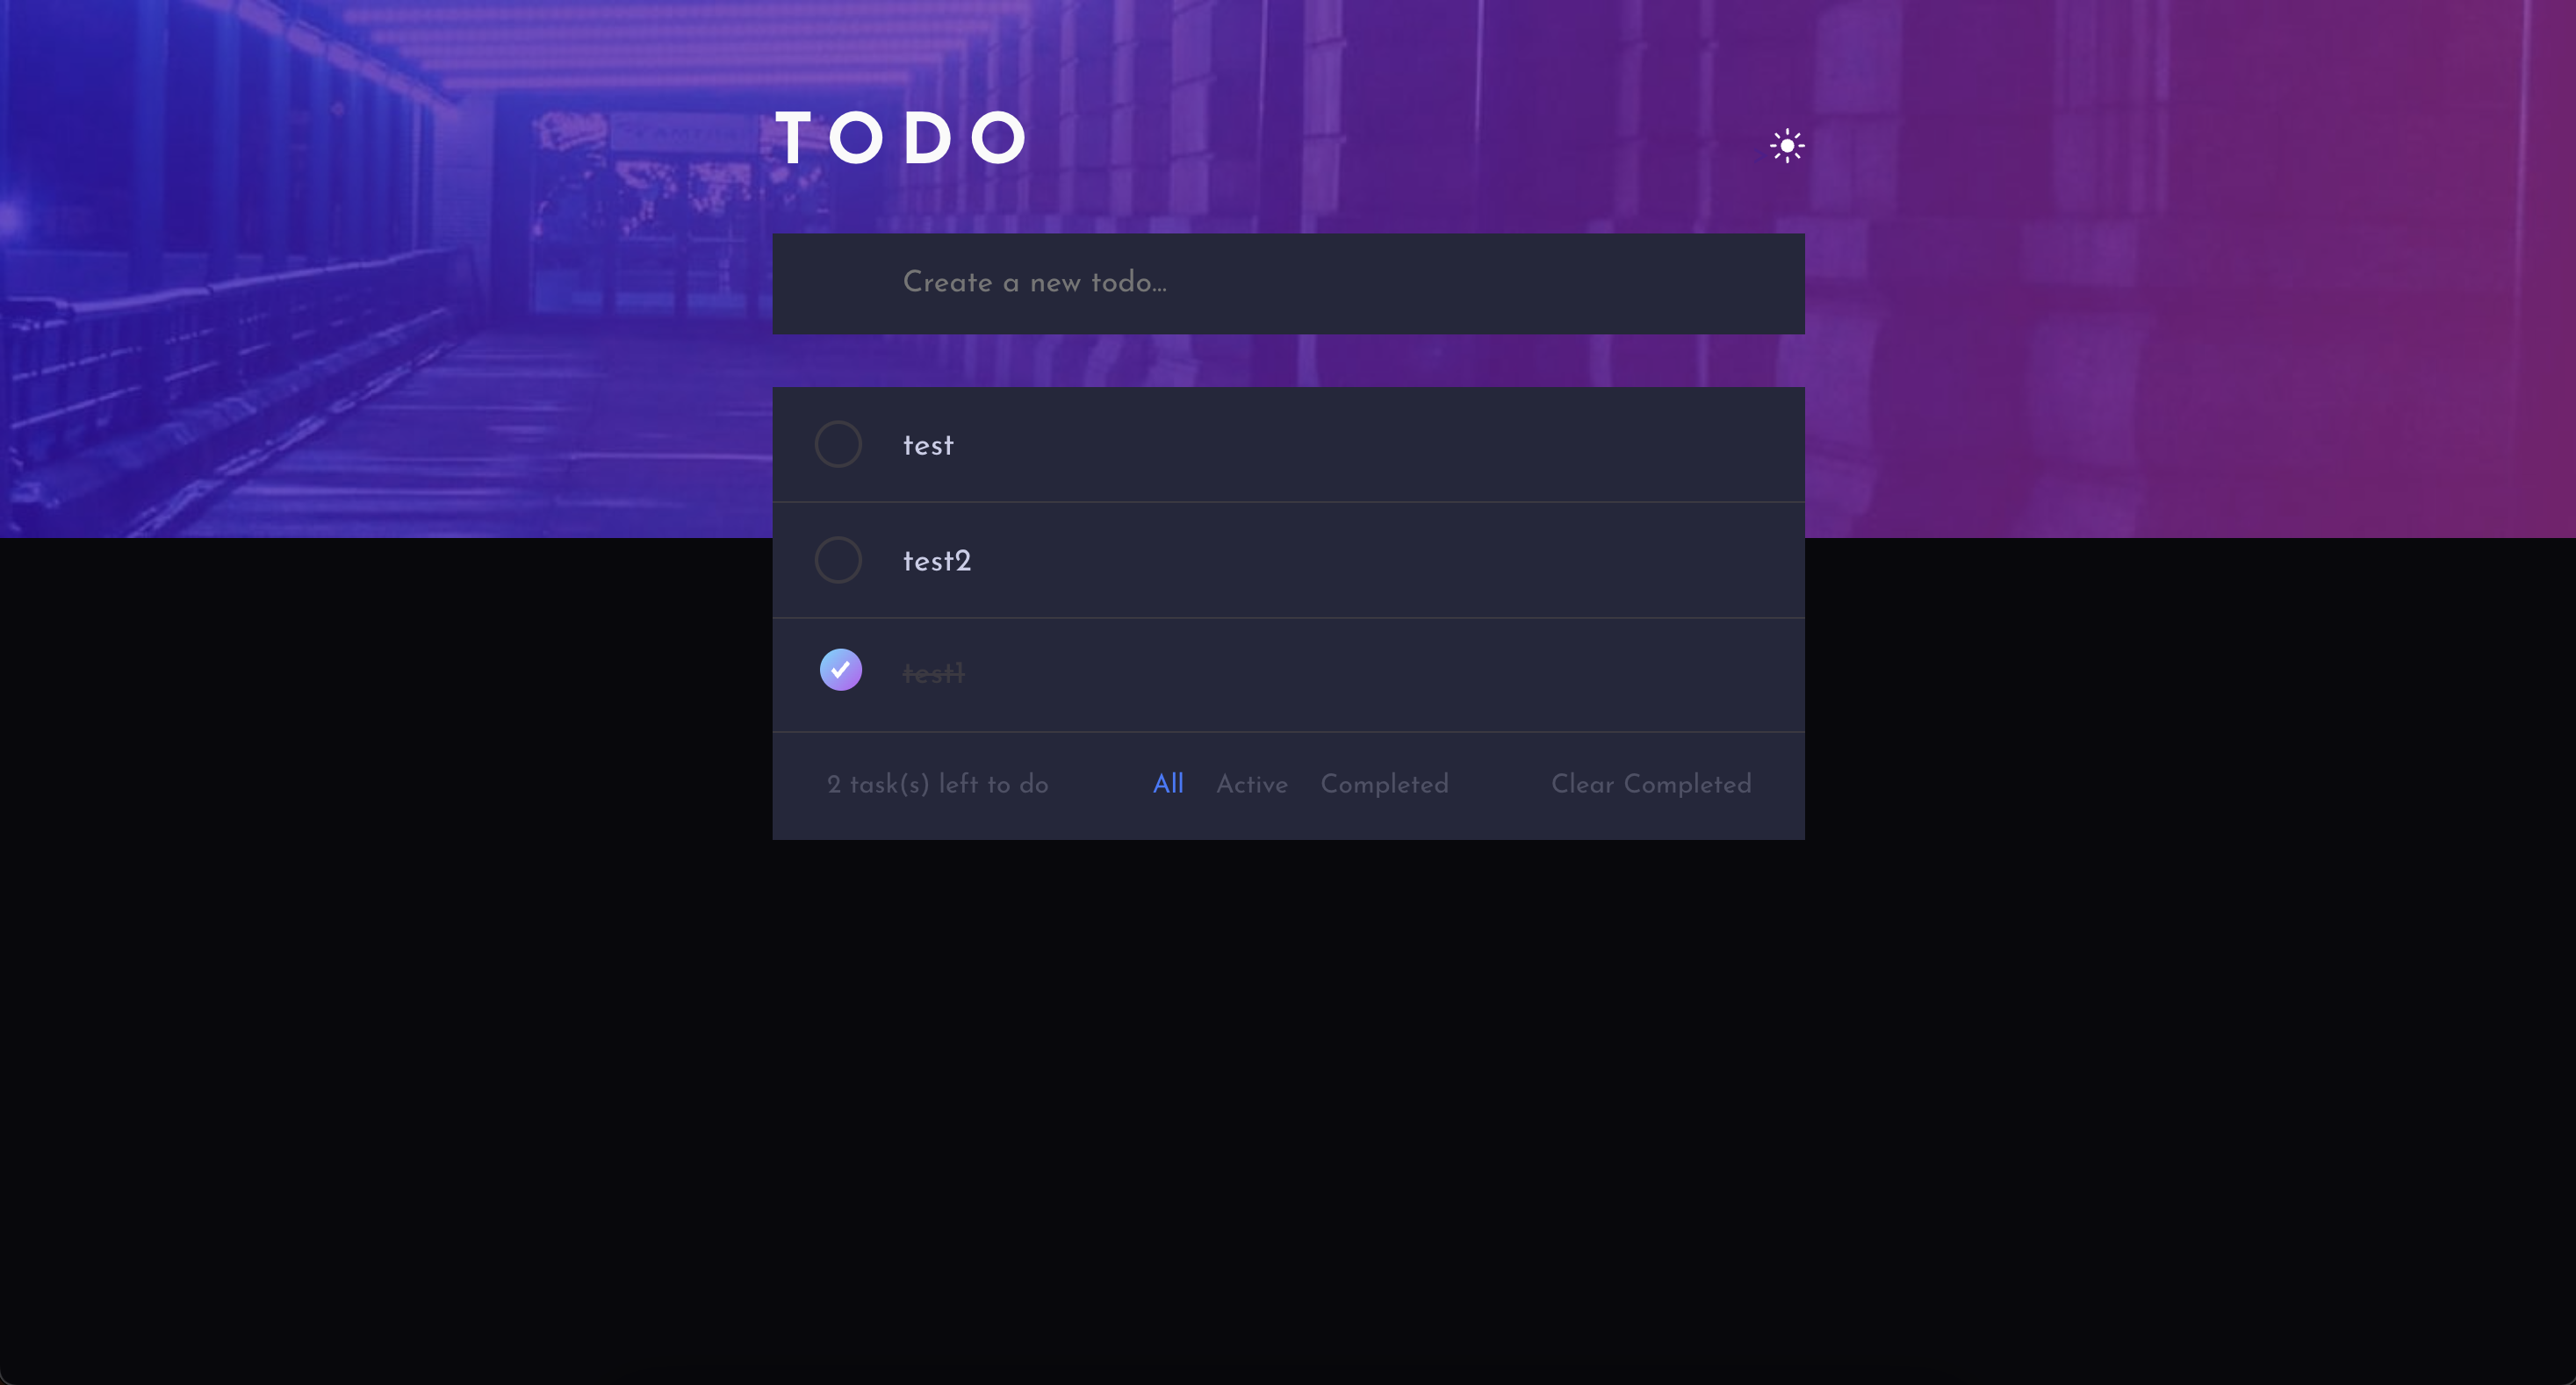 TODO
Create a new todo...
test
test2
test1
2 task(s) left to do
All Active Completed
Clear Completed